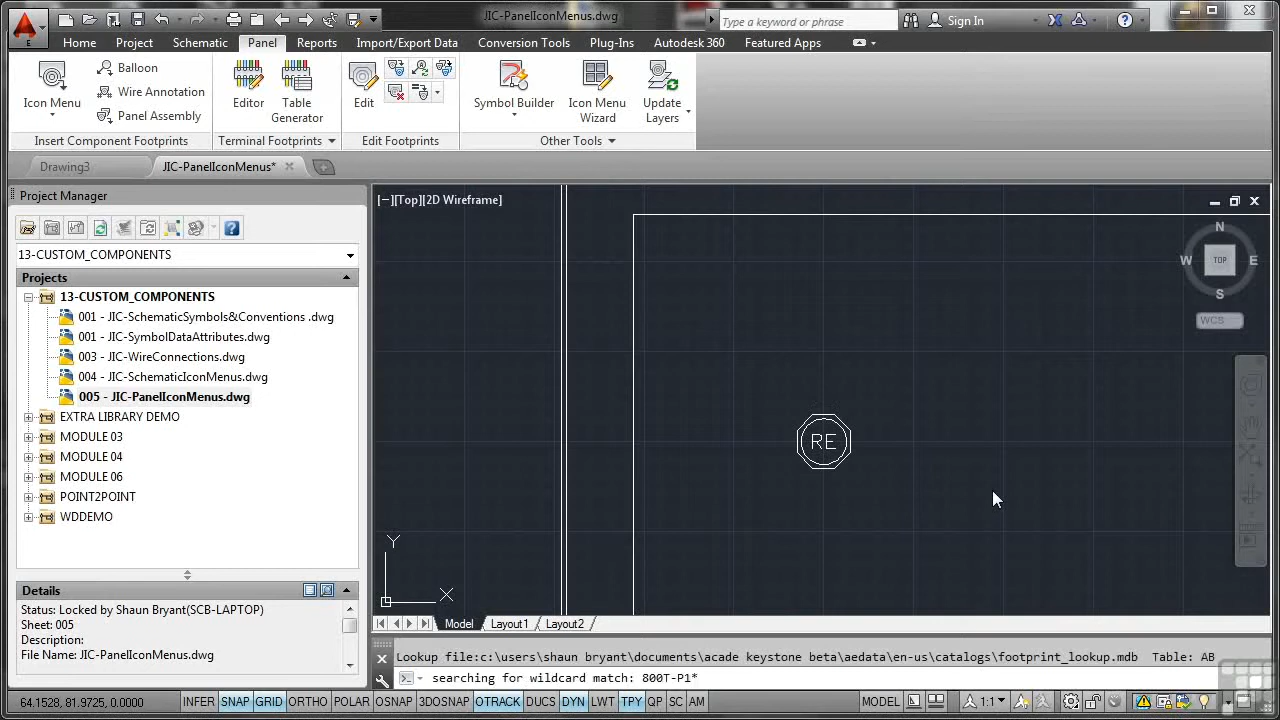 JIC-PanelIconMenus.dwg
Type a keyword or phrase
Sign In
Home Project Schematic Panel Reports Import/Export Data Conversion Tools Plug-Ins Autodesk 360 Featured Apps
Icon Menu
Balloon
Wire Annotation
Panel Assembly
Insert Component Footprints
Editor
Table Generator
Terminal Footprints
Edit
Edit Footprints
Symbol Builder
Icon Menu Wizard
Update Layers
Other Tools
Drawing3
JIC-PanelIconMenus*
Project Manager
13-CUSTOM_COMPONENTS
Projects
13-CUSTOM_COMPONENTS
001 - JIC-SchematicSymbols&Conventions .dwg
001 - JIC-SymbolDataAttributes.dwg
003 - JIC-WireConnections.dwg
004 - JIC-SchematicIconMenus.dwg
005 - JIC-PanelIconMenus.dwg
EXTRA LIBRARY DEMO
MODULE 03
MODULE 04
MODULE 06
POINT2POINT
WDDEMO
Details
Status: Locked by Shaun Bryant(SCB-LAPTOP)
Sheet: 005
Description:
File Name: JIC-PanelIconMenus.dwg
[−][Top][2D Wireframe]
N
W TOP E
S
WCS
RE
Y
X
Model Layout1 Layout2
Lookup file:c:\users\shaun bryant\documents\acade keystone beta\aedata\en-us\catalogs\footprint_lookup.mdb Table: AB
searching for wildcard match: 800T-P1*
64.1528, 81.9725, 0.0000
INFER SNAP GRID ORTHO POLAR OSNAP 3DOSNAP OTRACK DUCS DYN LWT TPY QP SC AM
MODEL
1:1